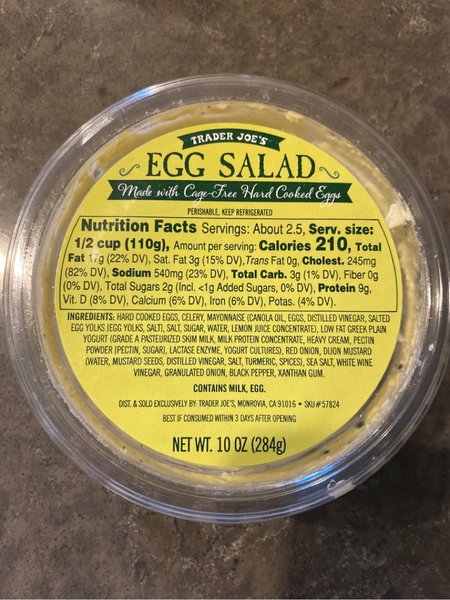 TRADER JOE'S
EGG SALAD
Made with Cage-Free Hard Cooked Eggs
PERISHABLE, KEEP REFRIGERATED
Nutrition Facts Servings: About 2.5, Serv. size:
1/2 cup (110g), Amount per serving: Calories 210, Total
Fat 17g (22% DV), Sat. Fat 3g (15% DV), Trans Fat 0g, Cholest. 245mg
(82% DV), Sodium 540mg (23% DV), Total Carb. 3g (1% DV), Fiber 0g
(0% DV), Total Sugars 2g (Incl. <1g Added Sugars, 0% DV), Protein 9g,
Vit. D (8% DV), Calcium (6% DV), Iron (6% DV), Potas. (4% DV).
INGREDIENTS: HARD COOKED EGGS, CELERY, MAYONNAISE (CANOLA OIL, EGGS, DISTILLED VINEGAR, SALTED
EGG YOLKS [EGG YOLKS, SALT], SALT, SUGAR, WATER, LEMON JUICE CONCENTRATE), LOW FAT GREEK PLAIN
YOGURT (GRADE A PASTEURIZED SKIM MILK, MILK PROTEIN CONCENTRATE, HEAVY CREAM, PECTIN
POWDER [PECTIN, SUGAR], LACTASE ENZYME, YOGURT CULTURES), RED ONION, DIJON MUSTARD
(WATER, MUSTARD SEEDS, DISTILLED VINEGAR, SALT, TURMERIC, SPICES), SEA SALT, WHITE WINE
VINEGAR, GRANULATED ONION, BLACK PEPPER, XANTHAN GUM.
CONTAINS MILK, EGG.
DIST. & SOLD EXCLUSIVELY BY: TRADER JOE'S, MONROVIA, CA 91016 • SKU# 57824
BEST IF CONSUMED WITHIN 3 DAYS AFTER OPENING
NET WT. 10 OZ (284g)